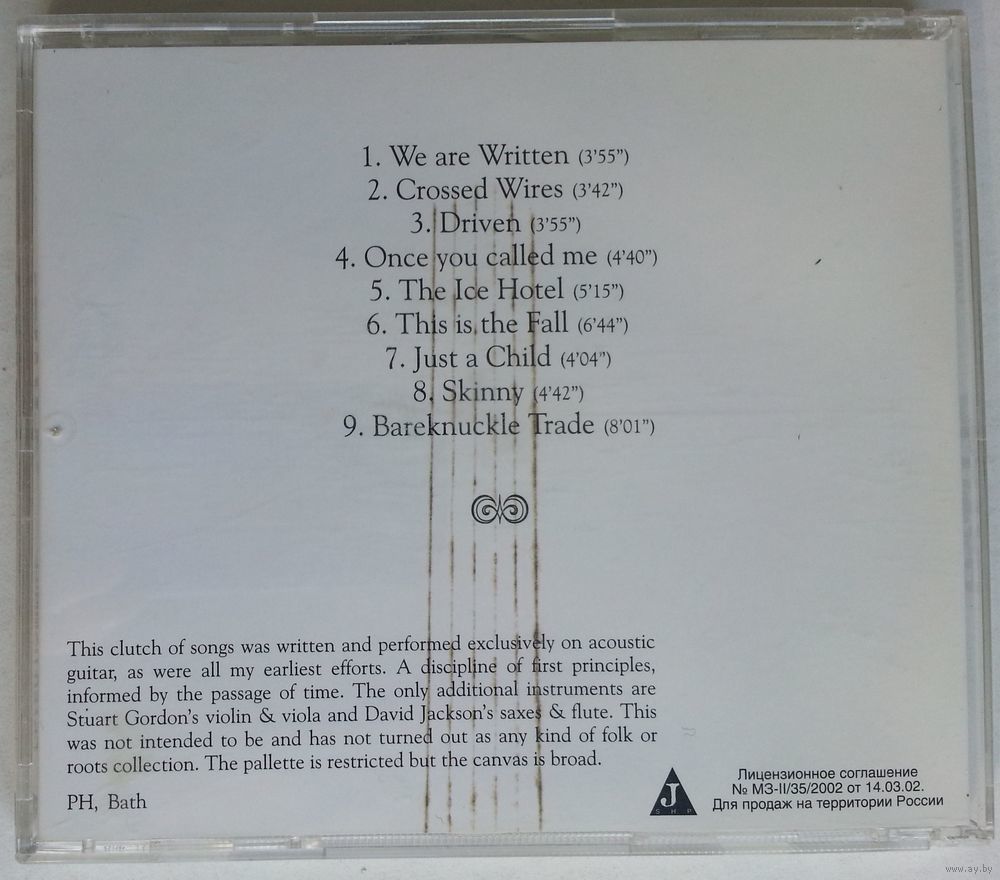 1. We are Written (3'55")
2. Crossed Wires (3'42")
3. Driven (3'55")
4. Once you called me (4'40")
5. The Ice Hotel (5'15")
6. This is the Fall (6'44")
7. Just a Child (4'04")
8. Skinny (4'42")
9. Bareknuckle Trade (8'01")
This clutch of songs was written and performed exclusively on acoustic
guitar, as were all my earliest efforts. A discipline of first principles,
informed by the passage of time. The only additional instruments are
Stuart Gordon's violin & viola and David Jackson's saxes & flute. This
was not intended to be and has not turned out as any kind of folk or
roots collection. The pallette is restricted but the canvas is broad.
PH, Bath
J
S H P
Лицензионное соглашение
№ МЗ-II/35/2002 от 14.03.02.
Для продаж на территории России
www.ay.by